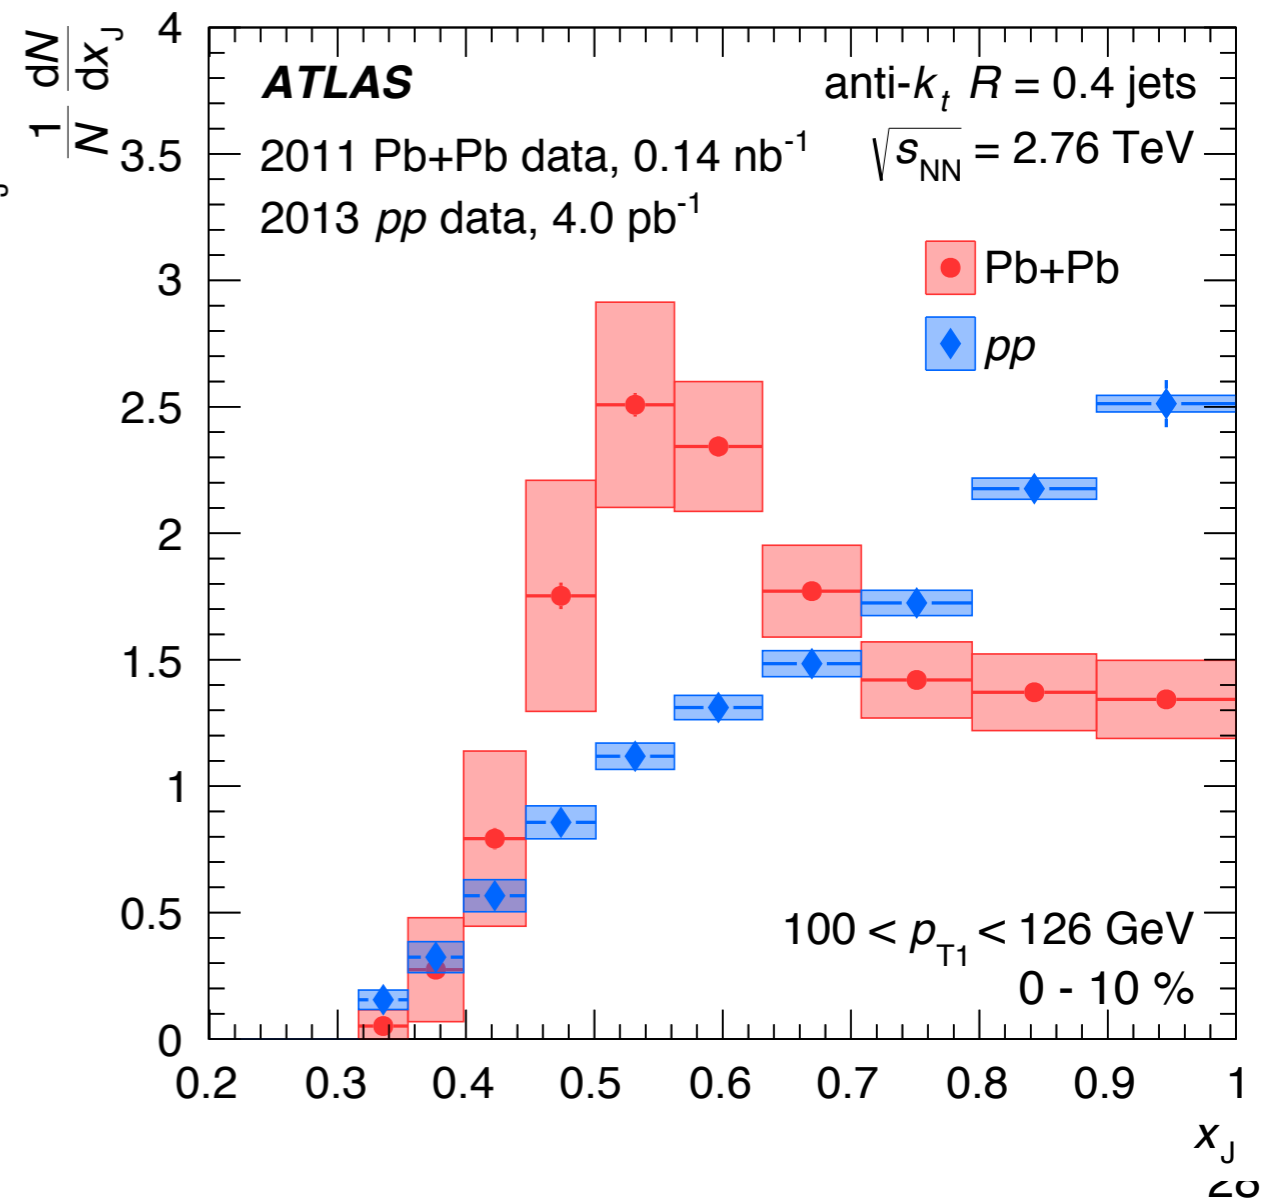 1/N dN/dx_J
J
ATLAS
anti-k_t R = 0.4 jets
2011 Pb+Pb data, 0.14 nb⁻¹
√s_NN = 2.76 TeV
2013 pp data, 4.0 pb⁻¹
Pb+Pb
pp
100 < p_T1 < 126 GeV
0 - 10 %
4
3.5
3
2.5
2
1.5
1
0.5
0
0.2 0.3 0.4 0.5 0.6 0.7 0.8 0.9 1
x_J